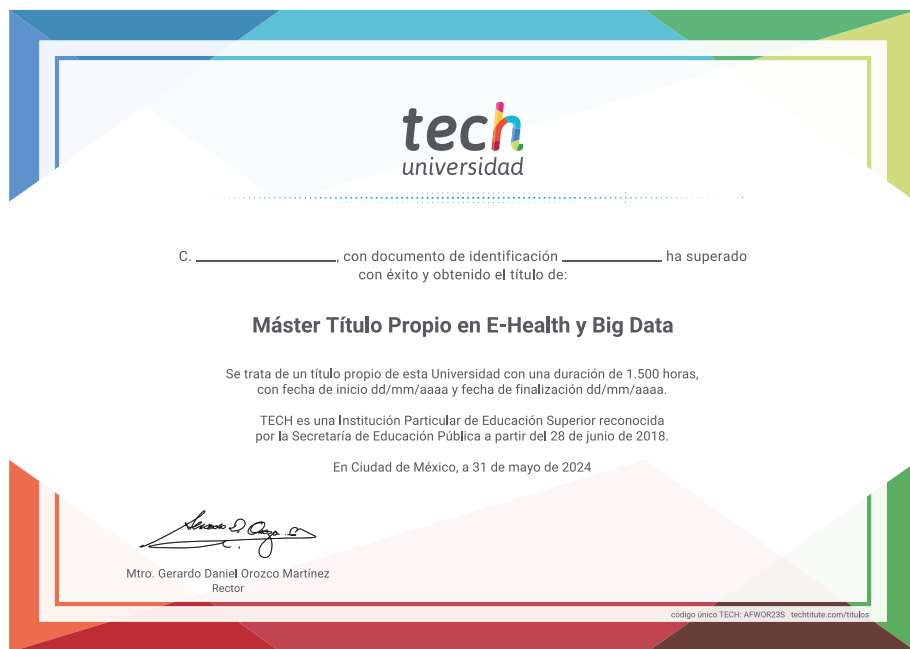 tech
universidad
C. ____________, con documento de identificación ____________ ha superado
con éxito y obtenido el título de:
Máster Título Propio en E-Health y Big Data
Se trata de un título propio de esta Universidad con una duración de 1.500 horas,
con fecha de inicio dd/mm/aaaa y fecha de finalización dd/mm/aaaa.
TECH es una Institución Particular de Educación Superior reconocida
por la Secretaría de Educación Pública a partir del 28 de junio de 2018.
En Ciudad de México, a 31 de mayo de 2024
Mtro. Gerardo Daniel Orozco Martínez
Rector
código único TECH: AFWOR23S techtitute.com/titulos